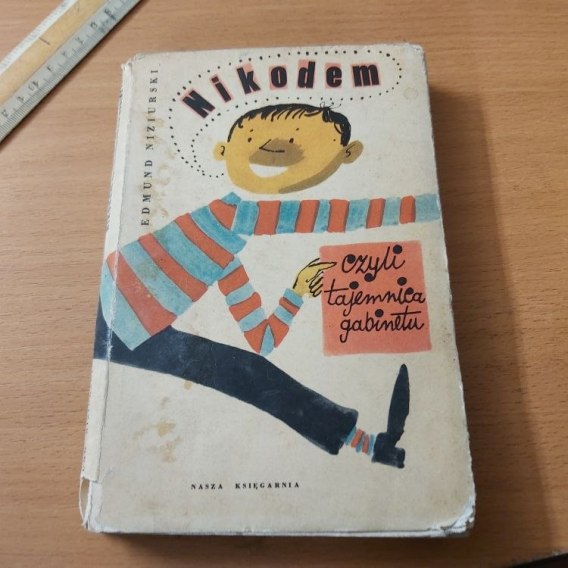 EDMUND NIZIURSKI
Nikodem
czyli
tajemnica
gabinetu
NASZA KSIĘGARNIA